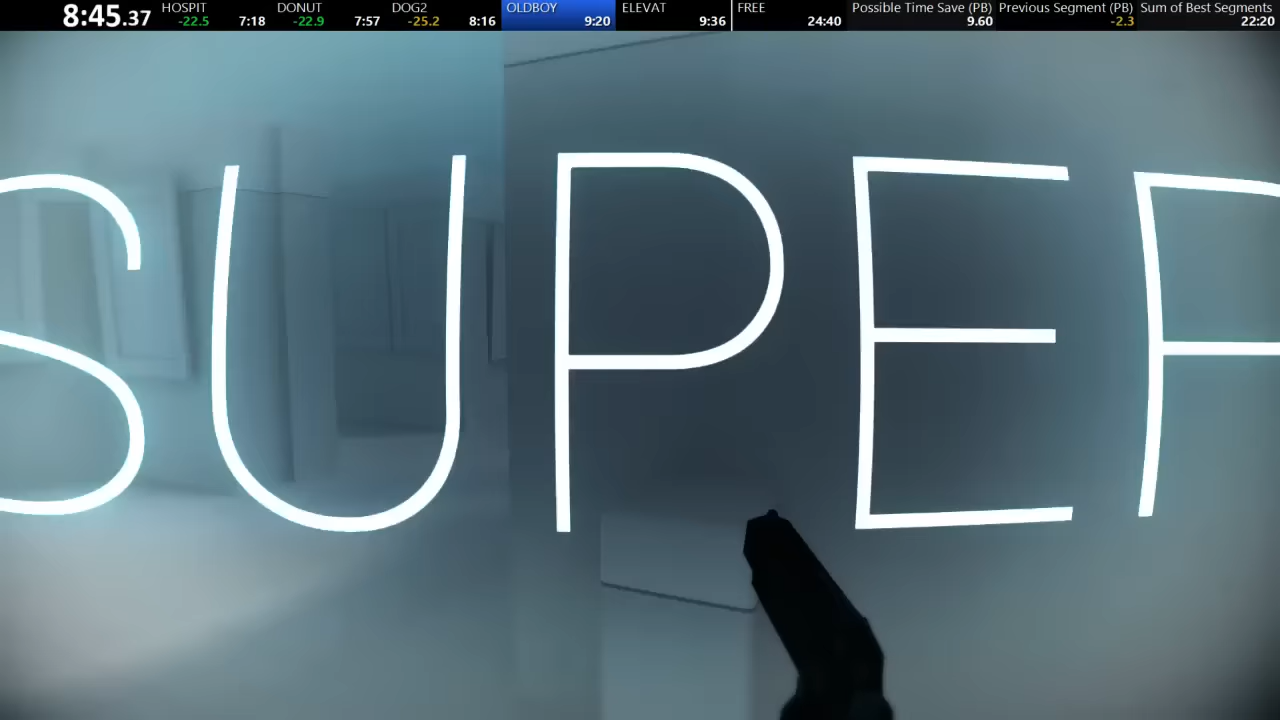 8:45.37 HOSPIT -22.5 7:18 DONUT -22.9 7:57 DOG2 -25.2 8:16 OLDBOY 9:20 ELEVAT 9:36 FREE 24:40 Possible Time Save (PB) 9.60 Previous Segment (PB) -2.3 Sum of Best Segments 22:20
SUPER